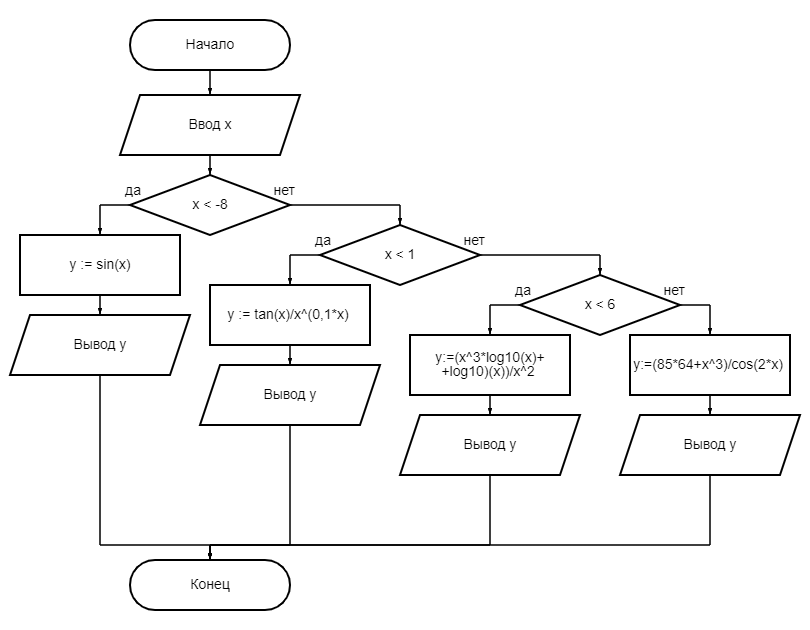 Начало
Ввод x
да
нет
x < -8
y := sin(x)
Вывод y
да
нет
x < 1
y := tan(x)/x^(0,1*x)
Вывод y
да
нет
x < 6
y:=(x^3*log10(x)+
+log10)(x))/x^2
Вывод y
y:=(85*64+x^3)/cos(2*x)
Вывод y
Конец